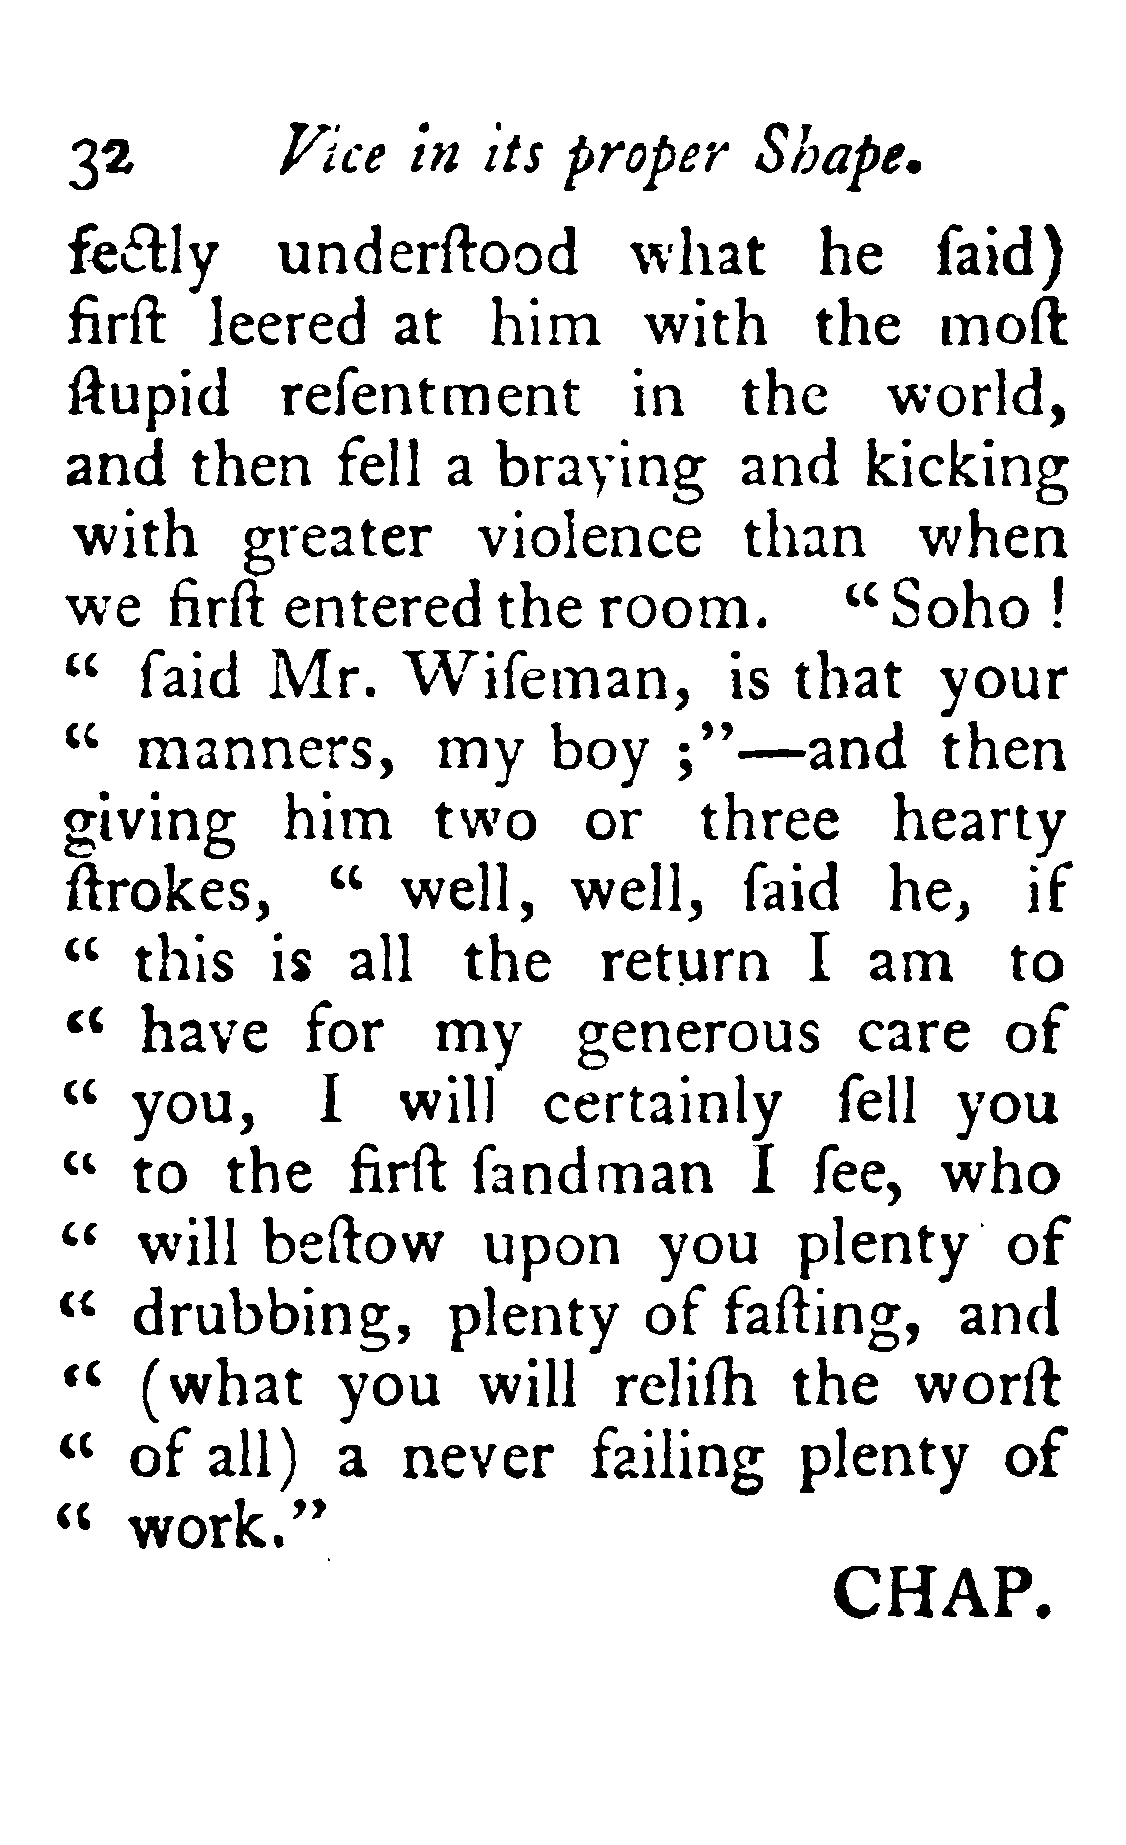 32 Vice in its proper Shape.
fectly underſtood what he ſaid)
firſt leered at him with the moſt
ſtupid reſentment in the world,
and then fell a braying and kicking
with greater violence than when
we firſt entered the room. “Soho !
“ ſaid Mr. Wiſeman, is that your
“ manners, my boy ;”—and then
giving him two or three hearty
ſtrokes, “ well, well, ſaid he, if
“ this is all the return I am to
“ have for my generous care of
“ you, I will certainly ſell you
“ to the firſt ſandman I ſee, who
“ will beſtow upon you plenty of
“ drubbing, plenty of faſting, and
“ (what you will reliſh the worſt
“ of all) a never failing plenty of
“ work.”
CHAP.